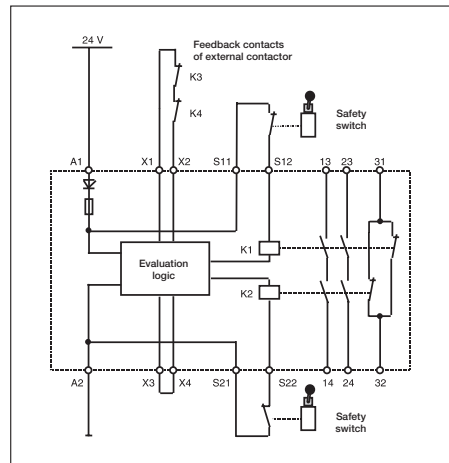 24 V
Feedback contacts
of external contactor
K3
K4
Safety
switch
A1 X1 X2 S11 S12 13 23 31
Evaluation
logic
K1
K2
A2 X3 X4 S21 S22 14 24 32
Safety
switch